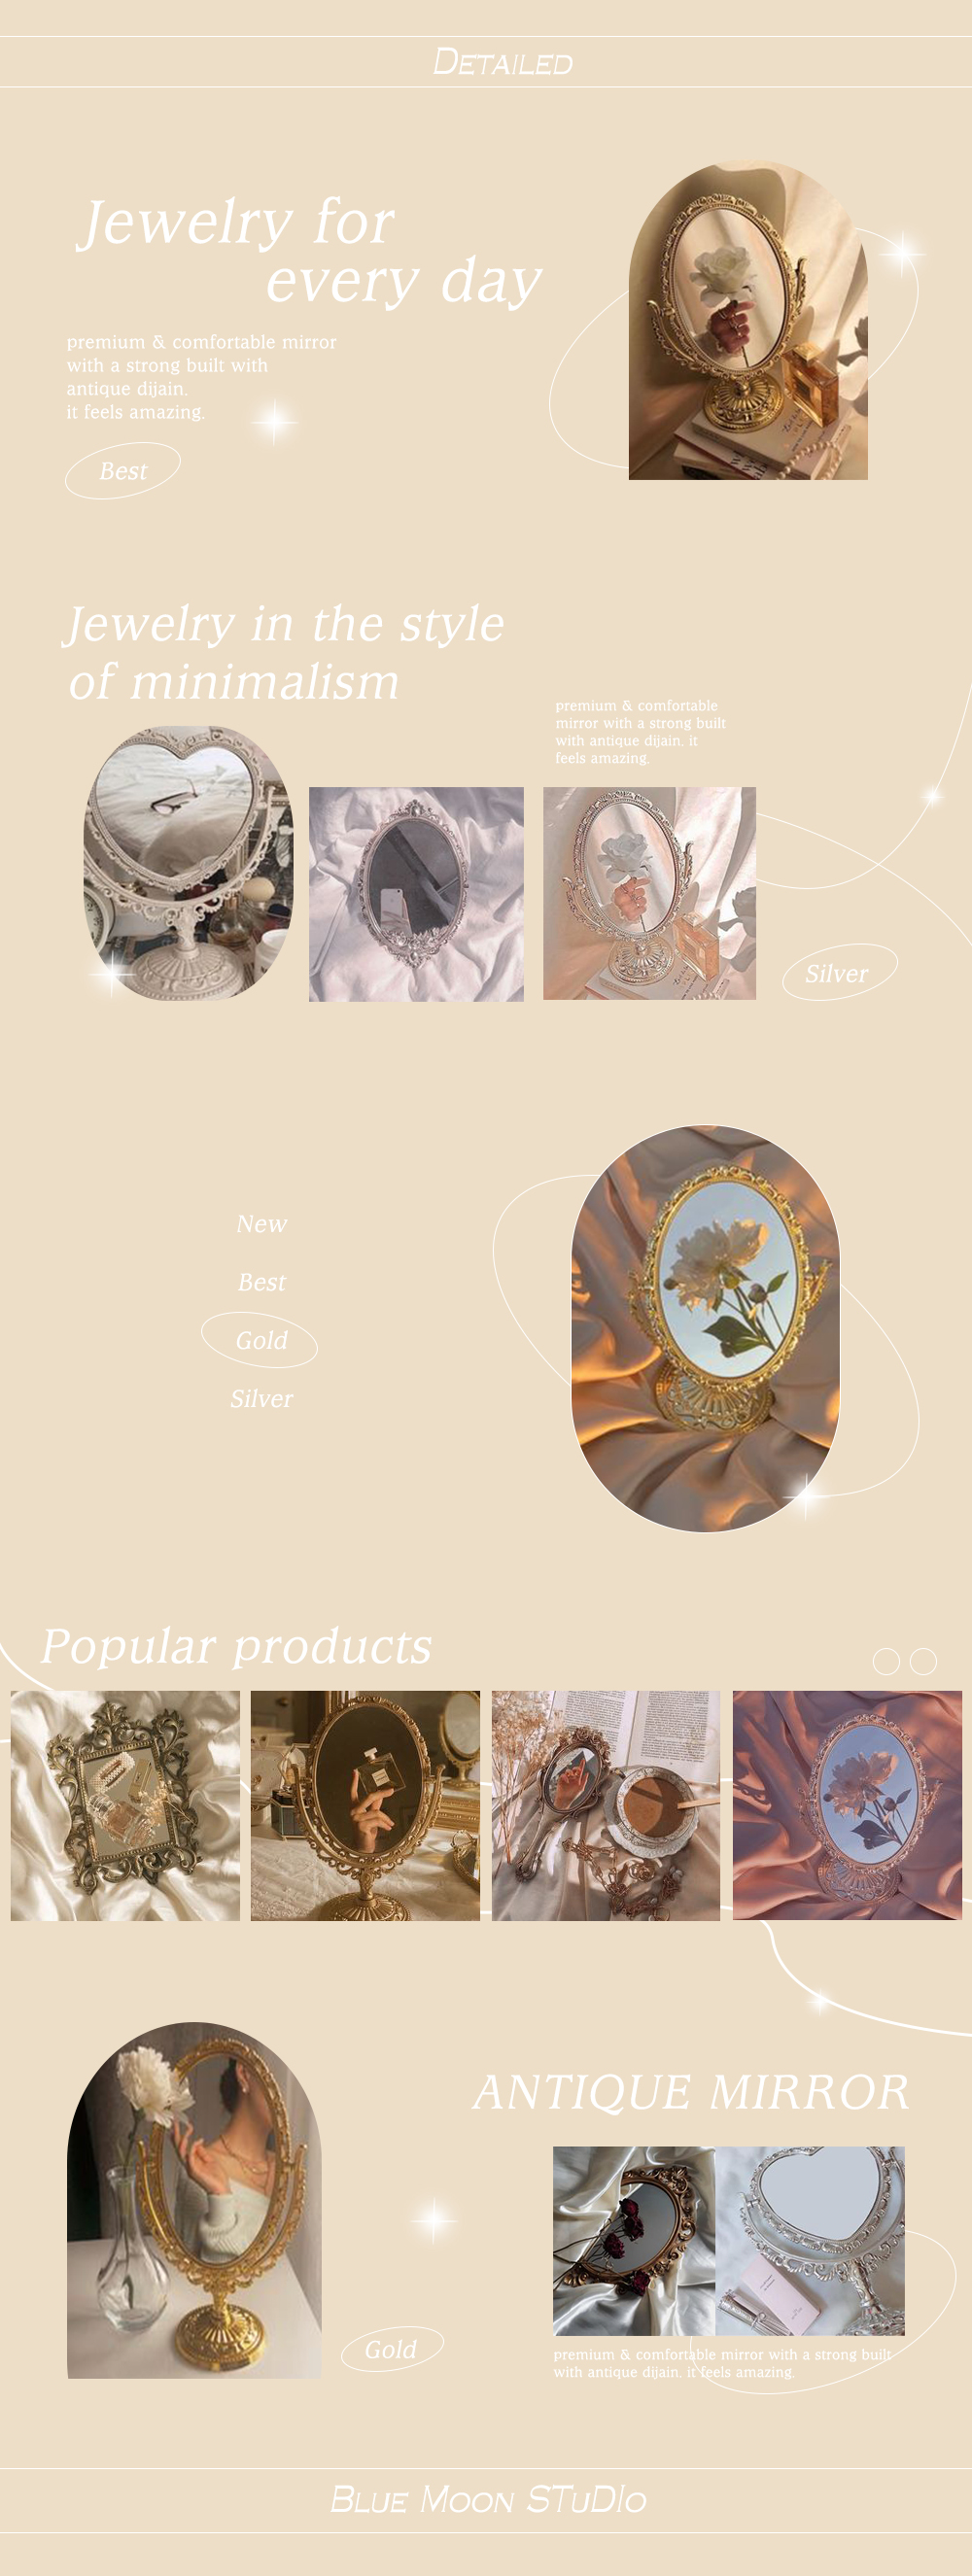 DETAILED
Jewelry for
every day
premium & comfortable mirror
with a strong built with
antique dijain.
it feels amazing.
Best
Jewelry in the style
of minimalism
premium & comfortable
mirror with a strong built
with antique dijain. it
feels amazing.
Silver
New
Best
Gold
Silver
Popular products
ANTIQUE MIRROR
Gold
premium & comfortable mirror with a strong built
with antique dijain. it feels amazing.
BLUE MOON STuDIo